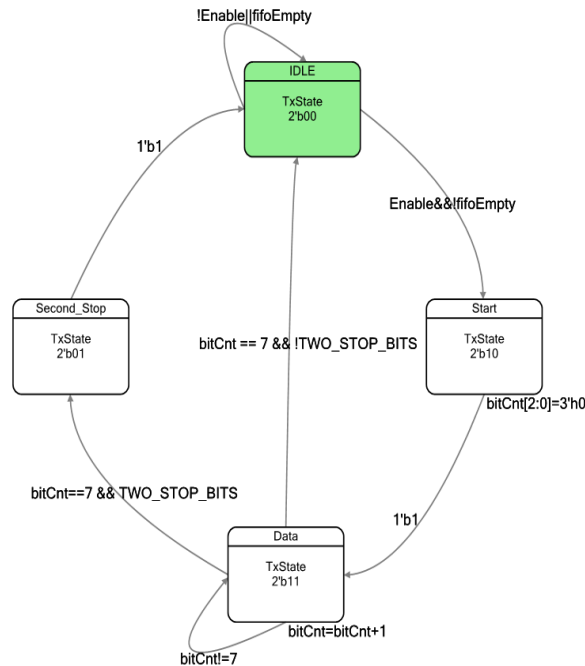 !Enable||fifoEmpty
IDLE
TxState
2'b00
1'b1
Enable&&!fifoEmpty
Second_Stop
TxState
2'b01
Start
TxState
2'b10
bitCnt == 7 && !TWO_STOP_BITS
bitCnt[2:0]=3'h0
bitCnt==7 && TWO_STOP_BITS
1'b1
Data
TxState
2'b11
bitCnt=bitCnt+1
bitCnt!=7